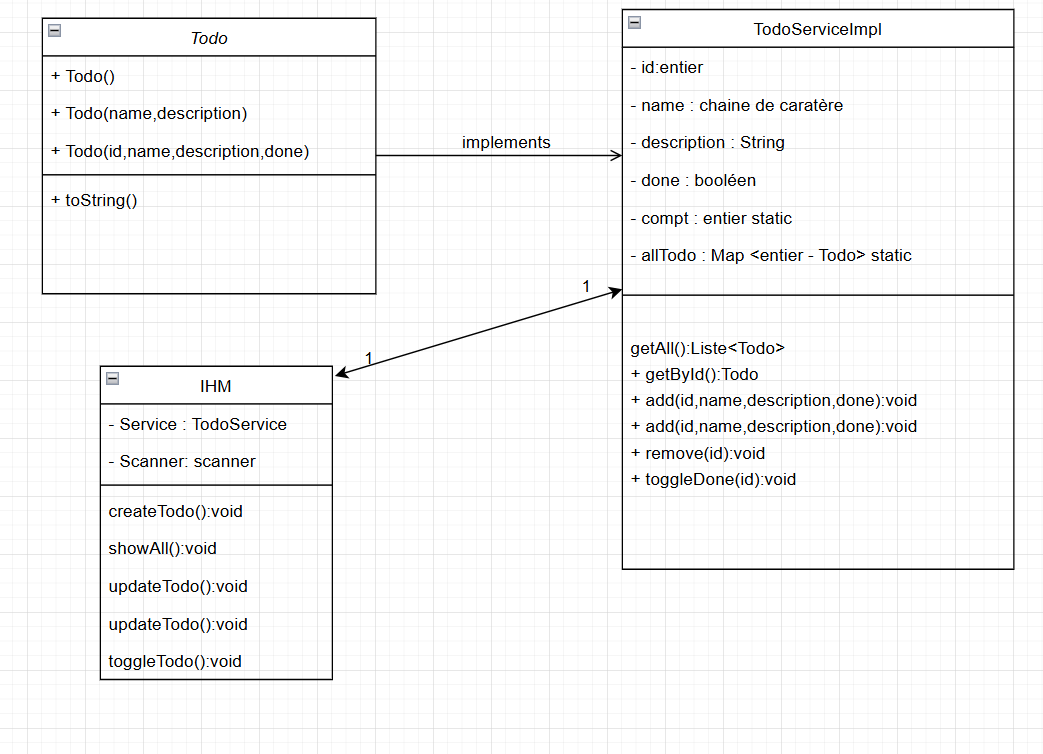 Todo
+ Todo()
+ Todo(name,description)
+ Todo(id,name,description,done)
+ toString()
implements
TodoServiceImpl
- id:entier
- name : chaine de caratère
- description : String
- done : booléen
- compt : entier static
- allTodo : Map <entier - Todo> static
getAll():Liste<Todo>
+ getById():Todo
+ add(id,name,description,done):void
+ add(id,name,description,done):void
+ remove(id):void
+ toggleDone(id):void
1
1
IHM
- Service : TodoService
- Scanner: scanner
createTodo():void
showAll():void
updateTodo():void
updateTodo():void
toggleTodo():void